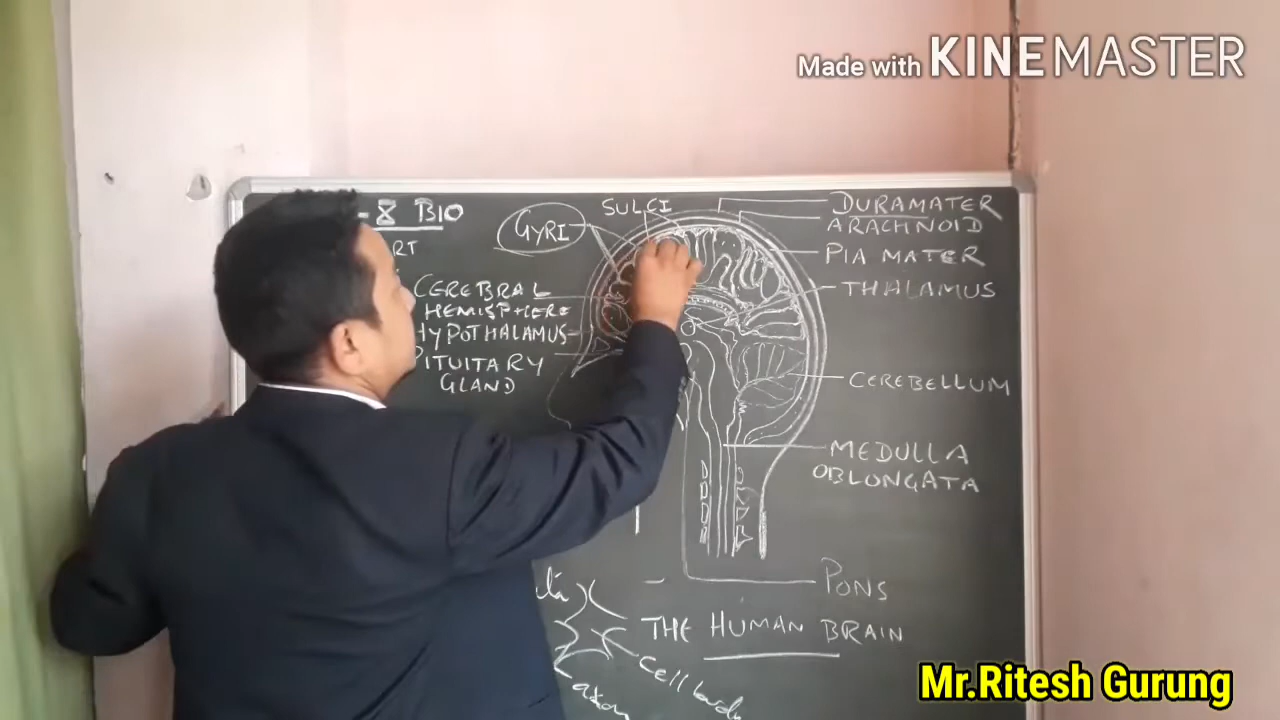 Made with KINEMASTER
- 8 BIO
RT
SULCI
GYRI
DURAMATER
ARACHNOID
PIA MATER
THALAMUS
CEREBRAL
HEMISPHERE
HYPOTHALAMUS
PITUITARY
GLAND
CEREBELLUM
MEDULLA
OBLONGATA
PONS
THE HUMAN BRAIN
Cell body
axon
Mr.Ritesh Gurung